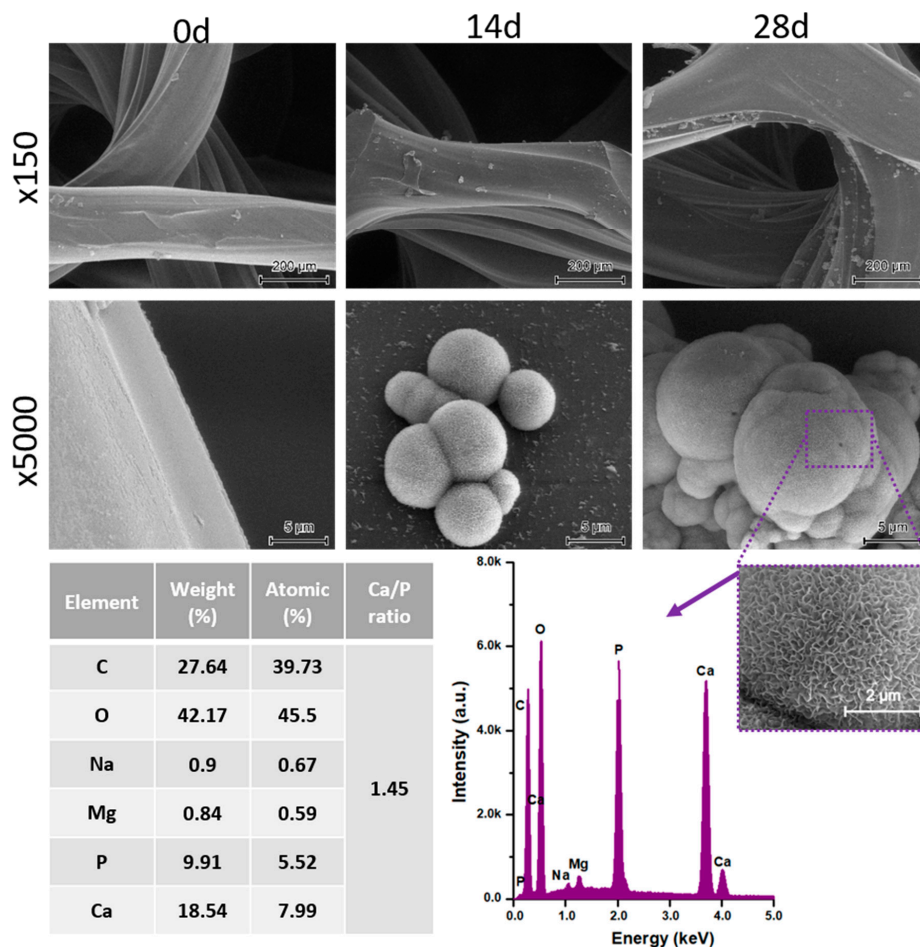 0d 14d 28d
x150
200 μm 200 μm 200 μm
x5000
5 μm 5 μm 5 μm
Element Weight (%) Atomic (%) Ca/P ratio
C 27.64 39.73
O 42.17 45.5
Na 0.9 0.67
Mg 0.84 0.59
P 9.91 5.52
Ca 18.54 7.99
1.45
8.0k
6.0k
4.0k
2.0k
0.0
Intensity (a.u.)
O
P
Ca
C
Ca
P
Na
Mg
Ca
0.0 1.0 2.0 3.0 4.0 5.0
Energy (keV)
2 μm